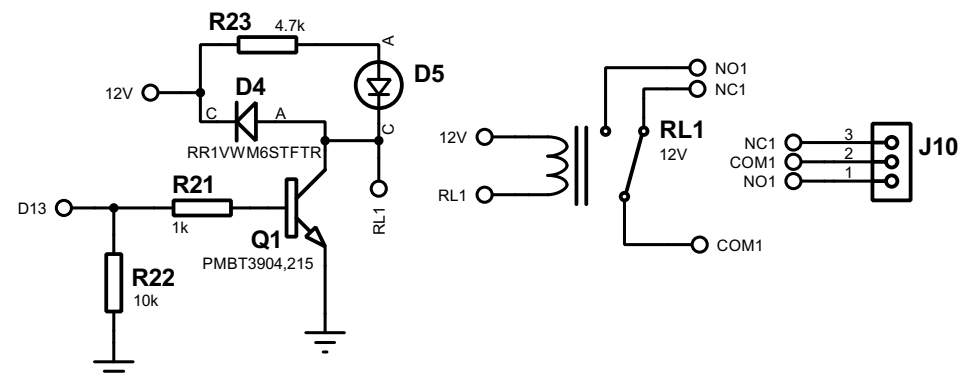 R23 4.7k
A
D5
12V
D4
C A
C
RR1VWM6STFTR
R21
1k
D13
Q1
PMBT3904,215
RL1
R22
10k
NO1
NC1
12V
RL1
RL1
12V
COM1
NC1 3
COM1 2
NO1 1
J10